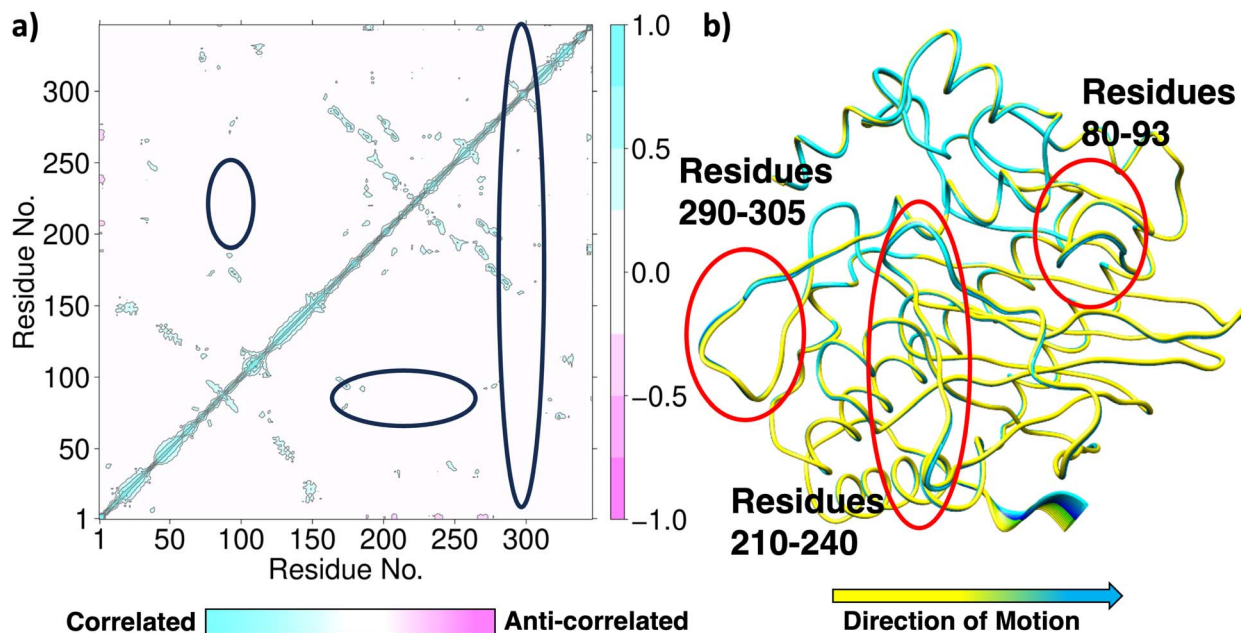 a)
Residue No.
300
250
200
150
100
50
1
1 50 100 150 200 250 300
Residue No.
1.0
0.5
0.0
−0.5
−1.0
Correlated
Anti-correlated
b)
Residues
80-93
Residues
290-305
Residues
210-240
Direction of Motion